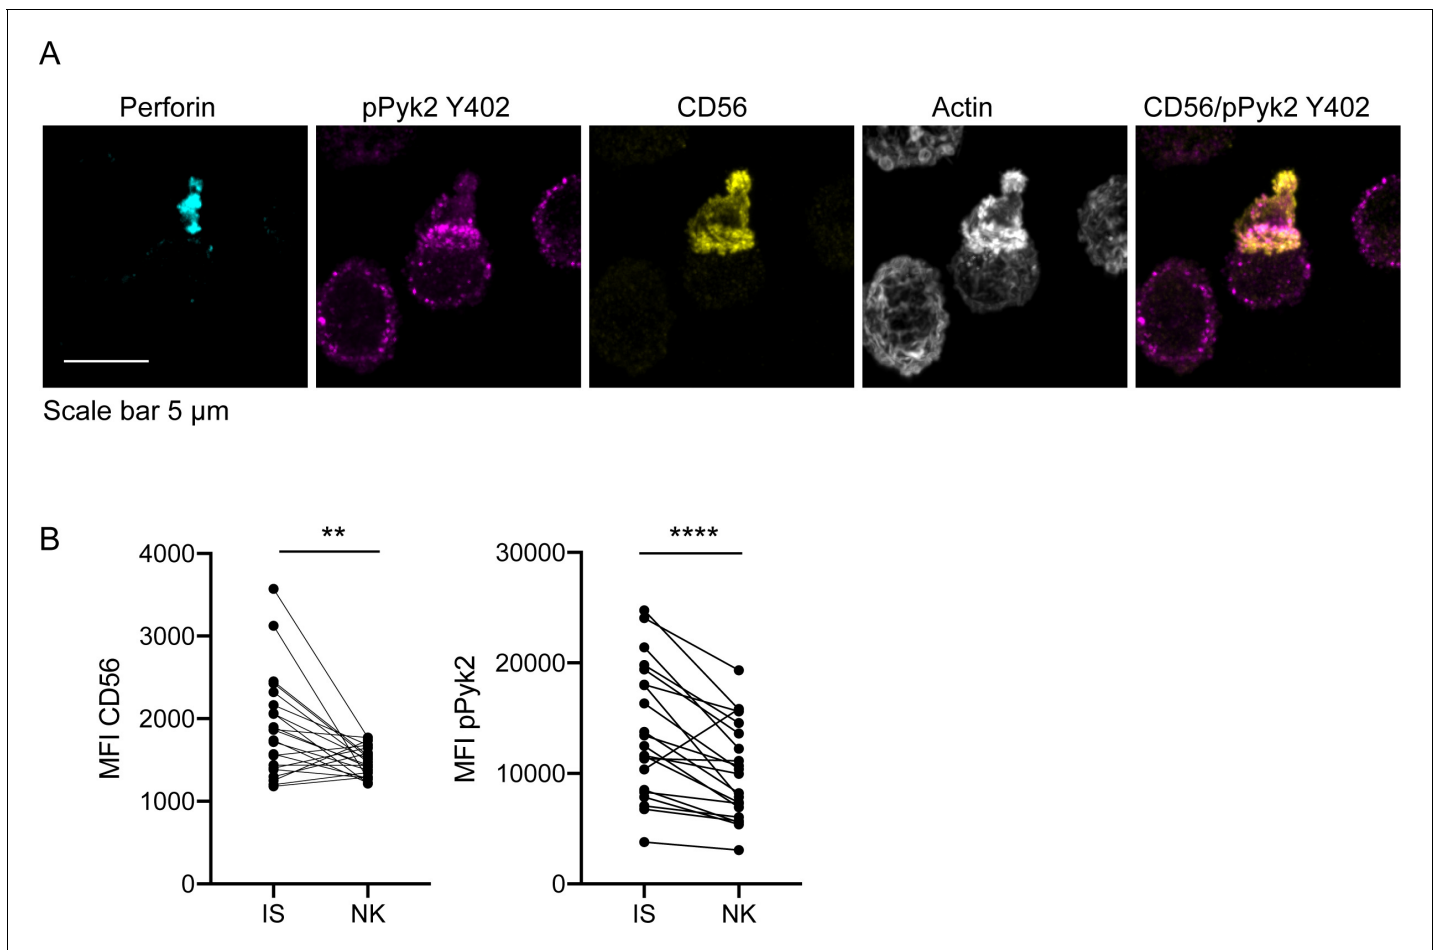 A
Perforin pPyk2 Y402 CD56 Actin CD56/pPyk2 Y402
Scale bar 5 µm
B
** ****
4000
3000
2000
1000
0
MFI CD56
IS NK
30000
20000
10000
0
MFI pPyk2
IS NK